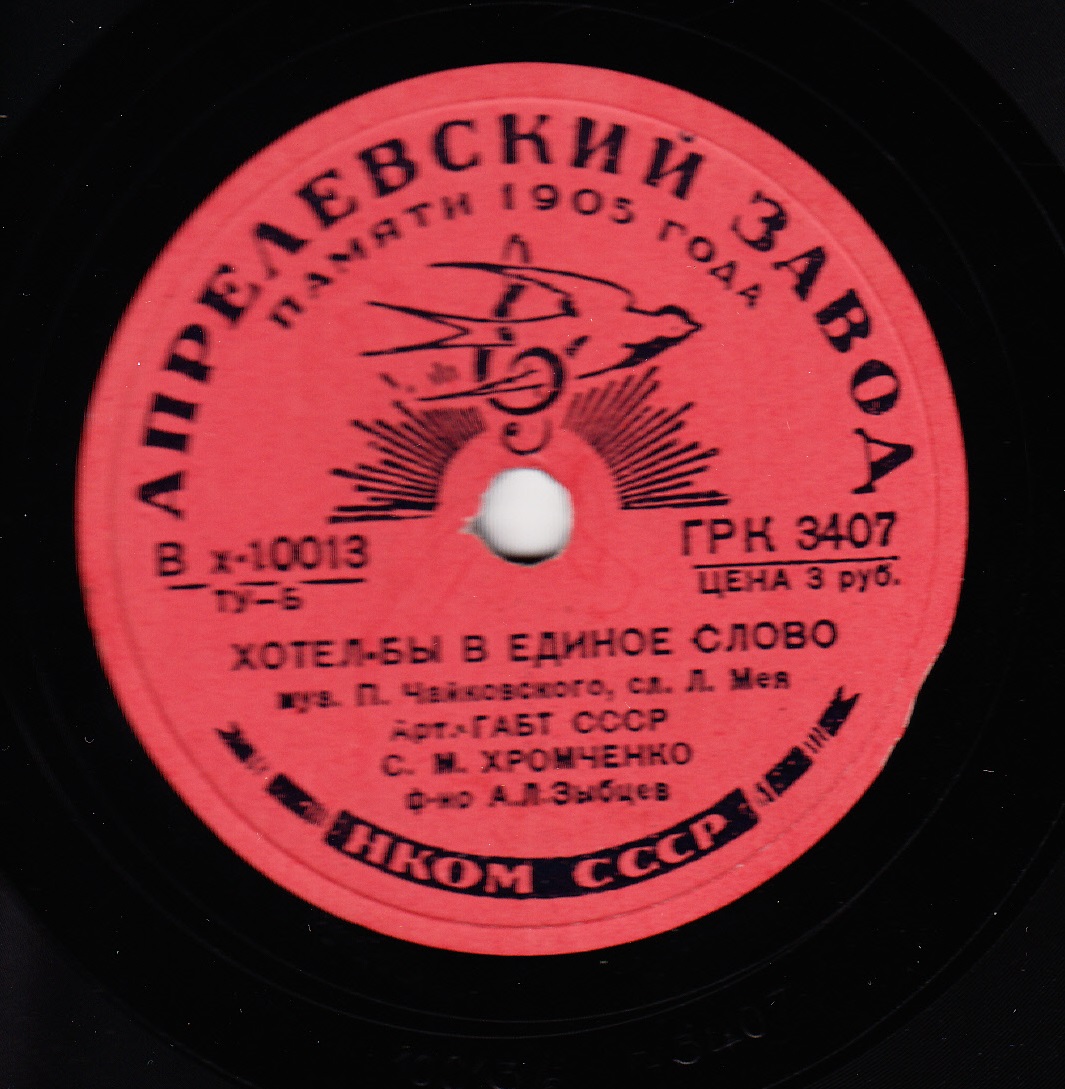 АПРЕЛЕВСКИЙ ЗАВОД
ПАМЯТИ 1905 ГОДА
В х-10013
ТУ-Б
ГРК 3407
ЦЕНА 3 руб.
ХОТЕЛ-БЫ В ЕДИНОЕ СЛОВО
муз. П. Чайковского, сл. Л. Мея
Арт. ГАБТ СССР
С. М. ХРОМЧЕНКО
ф-но А.Л.Зыбцев
НКОМ СССР